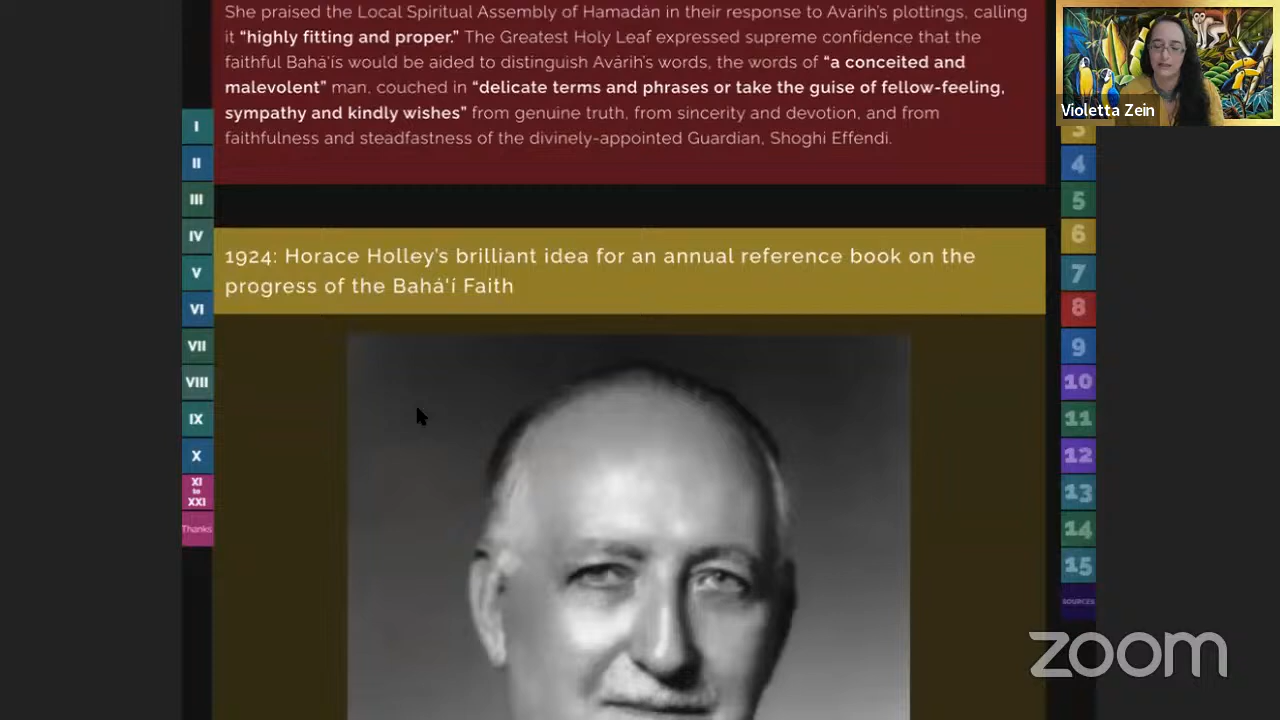 She praised the Local Spiritual Assembly of Hamadán in their response to Avárih's plottings, calling
it “highly fitting and proper.” The Greatest Holy Leaf expressed supreme confidence that the
faithful Bahá'ís would be aided to distinguish Avárih's words, the words of “a conceited and
malevolent” man, couched in “delicate terms and phrases or take the guise of fellow-feeling,
sympathy and kindly wishes” from genuine truth, from sincerity and devotion, and from
faithfulness and steadfastness of the divinely-appointed Guardian, Shoghi Effendi.
1924: Horace Holley's brilliant idea for an annual reference book on the
progress of the Bahá'í Faith
I
II
III
IV
V
VI
VII
VIII
IX
X
XI
to
XXI
Thanks
Violetta Zein
3
4
5
6
7
8
9
10
11
12
13
14
15
SOURCES
zoom